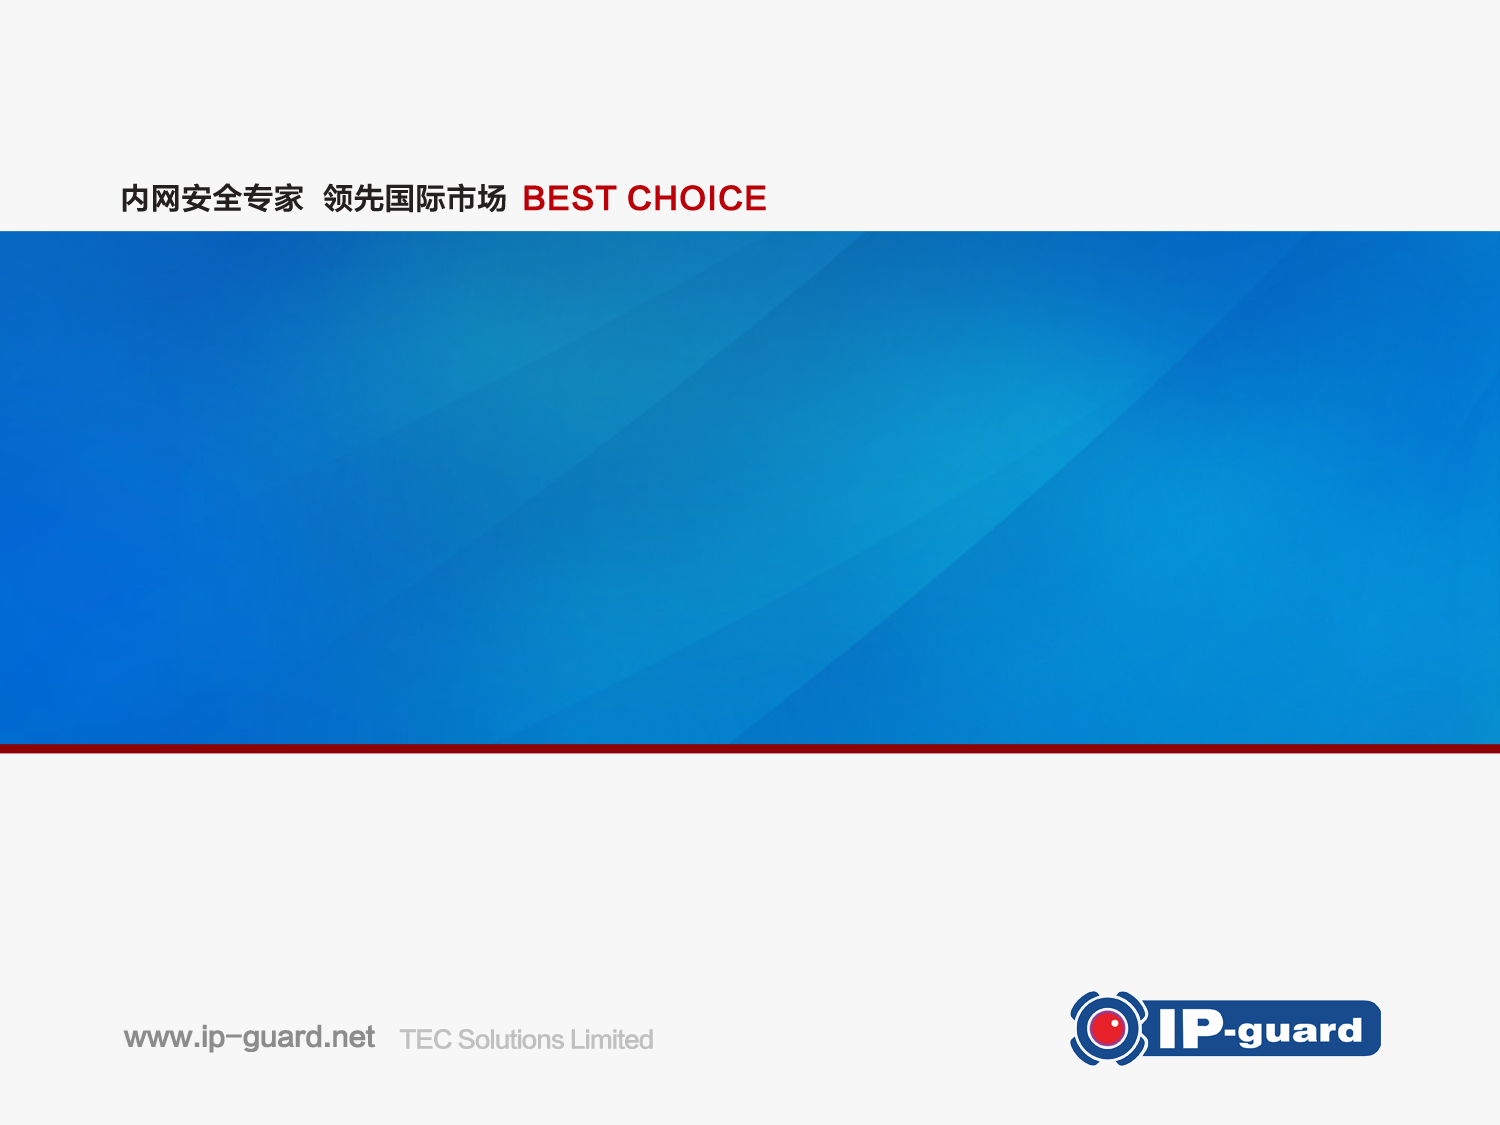 内网安全专家 领先国际市场 BEST CHOICE
www.ip-guard.net TEC Solutions Limited
IP-guard